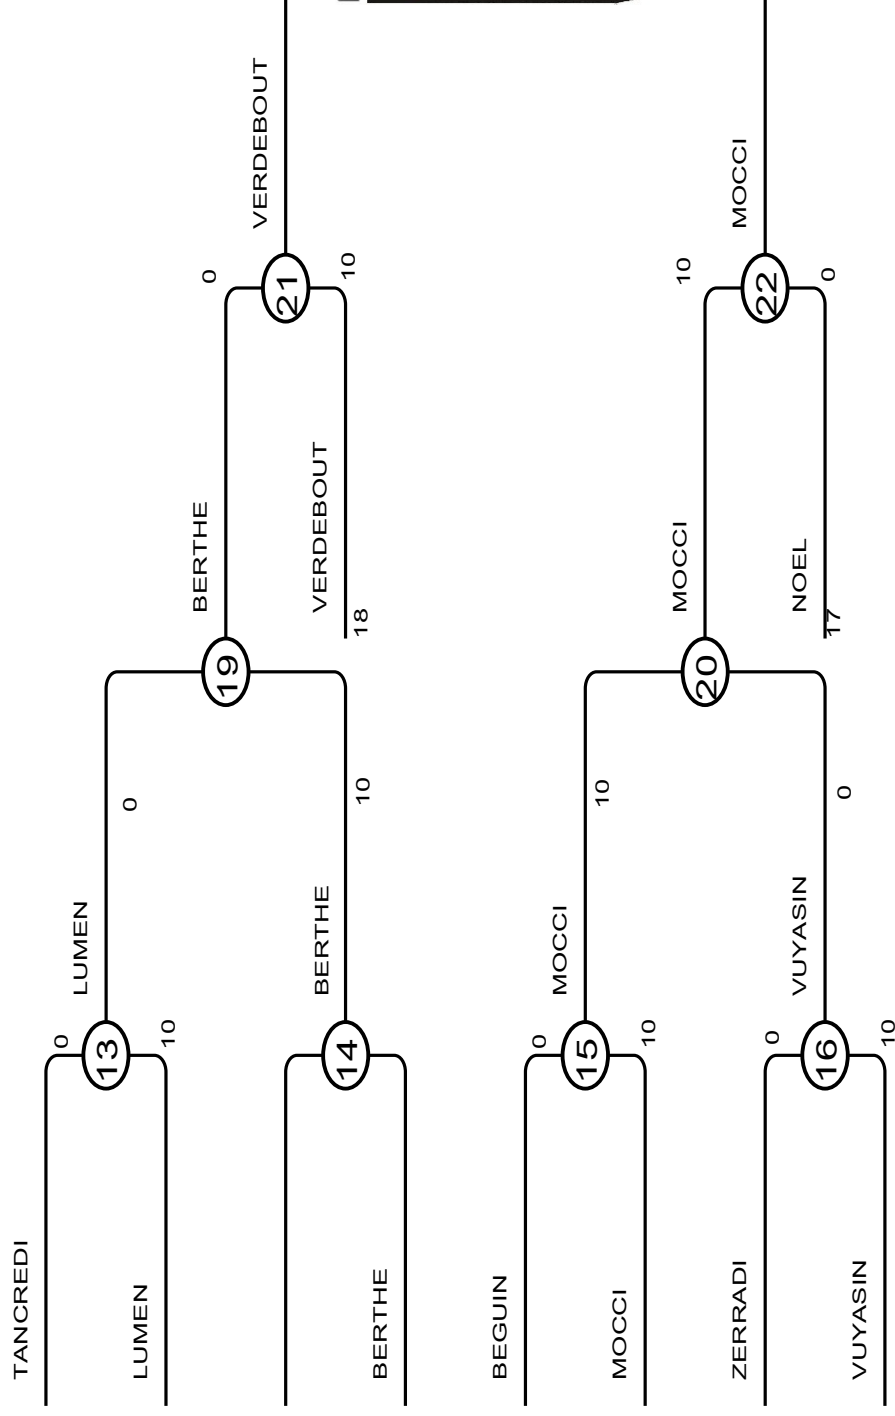 TANCREDI
0
13
10
LUMEN
LUMEN
0
14
BERTHE
BERTHE
10
19
BERTHE
0
21
10
VERDEBOUT
18
VERDEBOUT
BEGUIN
0
15
10
MOCCI
MOCCI
10
ZERRADI
0
16
10
VUYASIN
VUYASIN
0
20
MOCCI
10
22
0
NOEL
17
MOCCI